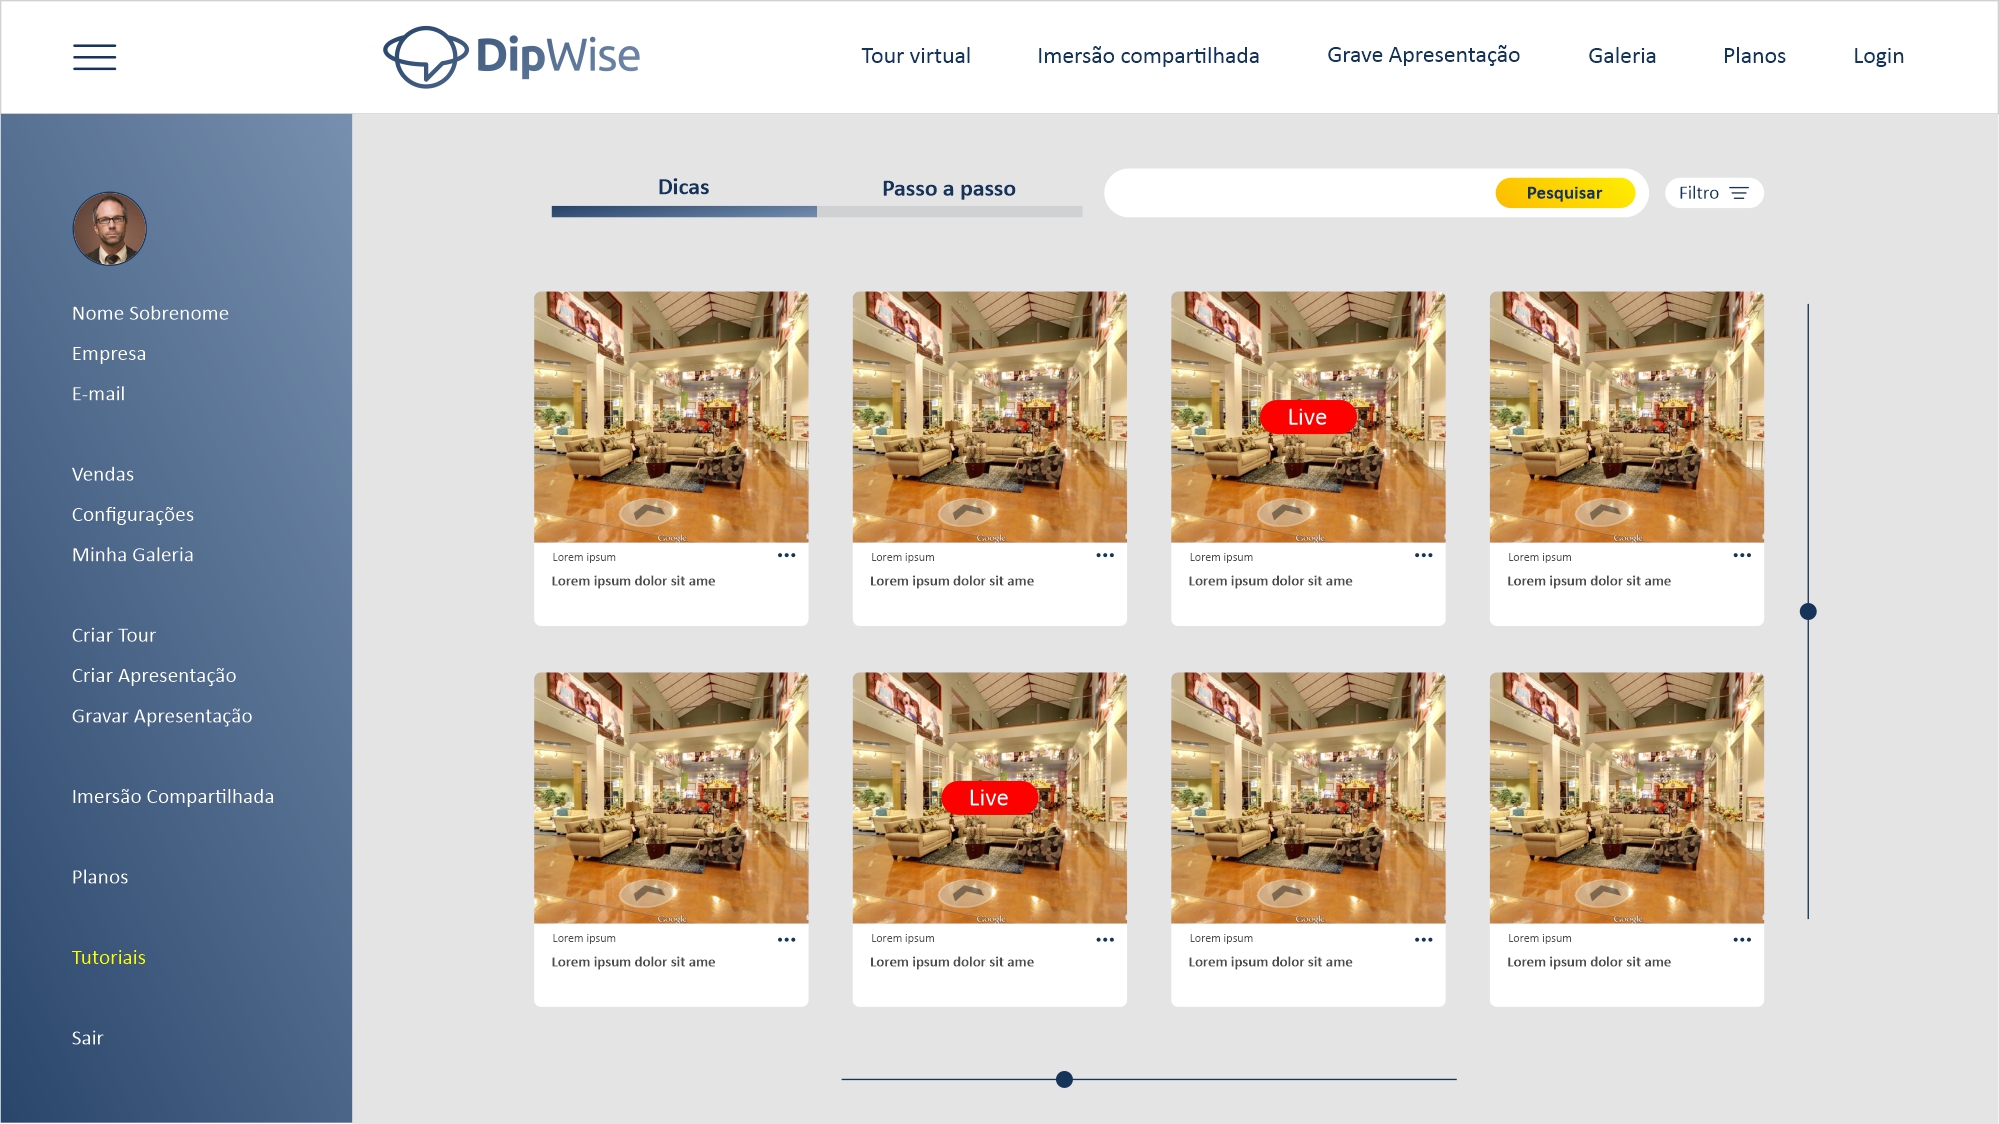 DipWise
Tour virtual
Imersão compartilhada
Grave Apresentação
Galeria
Planos
Login
Nome Sobrenome
Empresa
E-mail
Vendas
Configurações
Minha Galeria
Criar Tour
Criar Apresentação
Gravar Apresentação
Imersão Compartilhada
Planos
Tutoriais
Sair
Dicas
Passo a passo
Pesquisar
Filtro
Google
Lorem ipsum
Lorem ipsum dolor sit ame
Google
Lorem ipsum
Lorem ipsum dolor sit ame
Live
Google
Lorem ipsum
Lorem ipsum dolor sit ame
Google
Lorem ipsum
Lorem ipsum dolor sit ame
Google
Lorem ipsum
Lorem ipsum dolor sit ame
Live
Google
Lorem ipsum
Lorem ipsum dolor sit ame
Google
Lorem ipsum
Lorem ipsum dolor sit ame
Google
Lorem ipsum
Lorem ipsum dolor sit ame